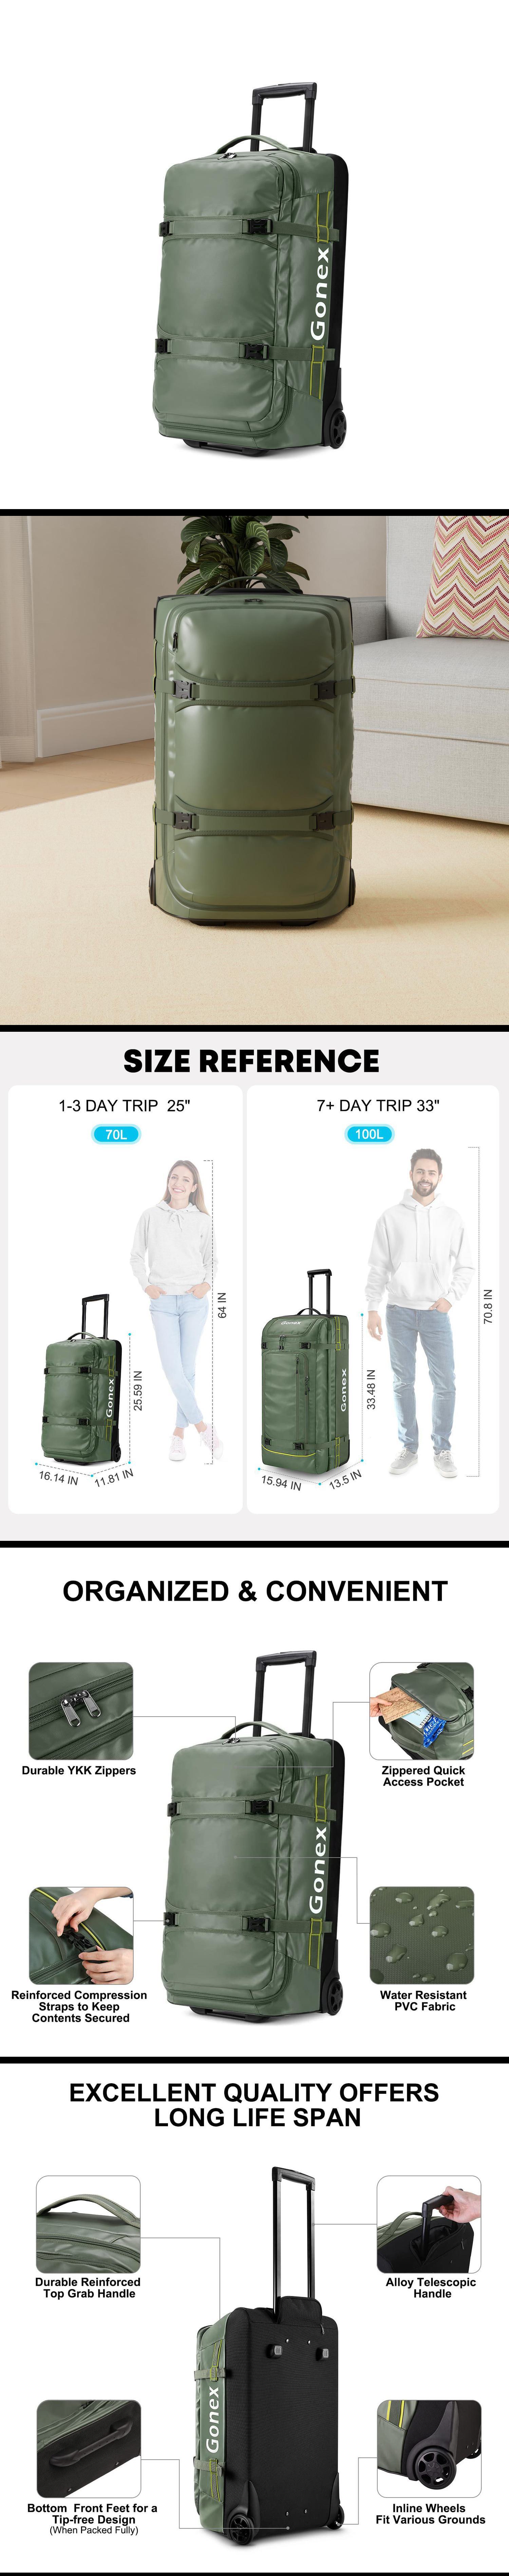 Gonex
SIZE REFERENCE
1-3 DAY TRIP 25"
70L
64 IN
25.59 IN
Gonex
16.14 IN
11.81 IN
7+ DAY TRIP 33"
100L
70.8 IN
Gonex
Gonex
33.48 IN
15.94 IN
13.5 IN
ORGANIZED & CONVENIENT
Durable YKK Zippers
Zippered Quick
Access Pocket
Gonex
Reinforced Compression
Straps to Keep
Contents Secured
Water Resistant
PVC Fabric
EXCELLENT QUALITY OFFERS
LONG LIFE SPAN
Durable Reinforced
Top Grab Handle
Alloy Telescopic
Handle
Gonex
Bottom Front Feet for a
Tip-free Design
(When Packed Fully)
Inline Wheels
Fit Various Grounds